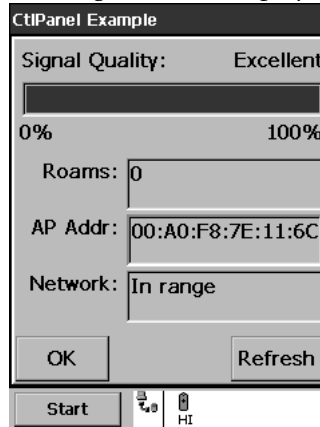 CtlPanel Example
Signal Quality: Excellent
0% 100%
Roams: 0
AP Addr: 00:A0:F8:7E:11:6C
Network: In range
OK Refresh
Start HI